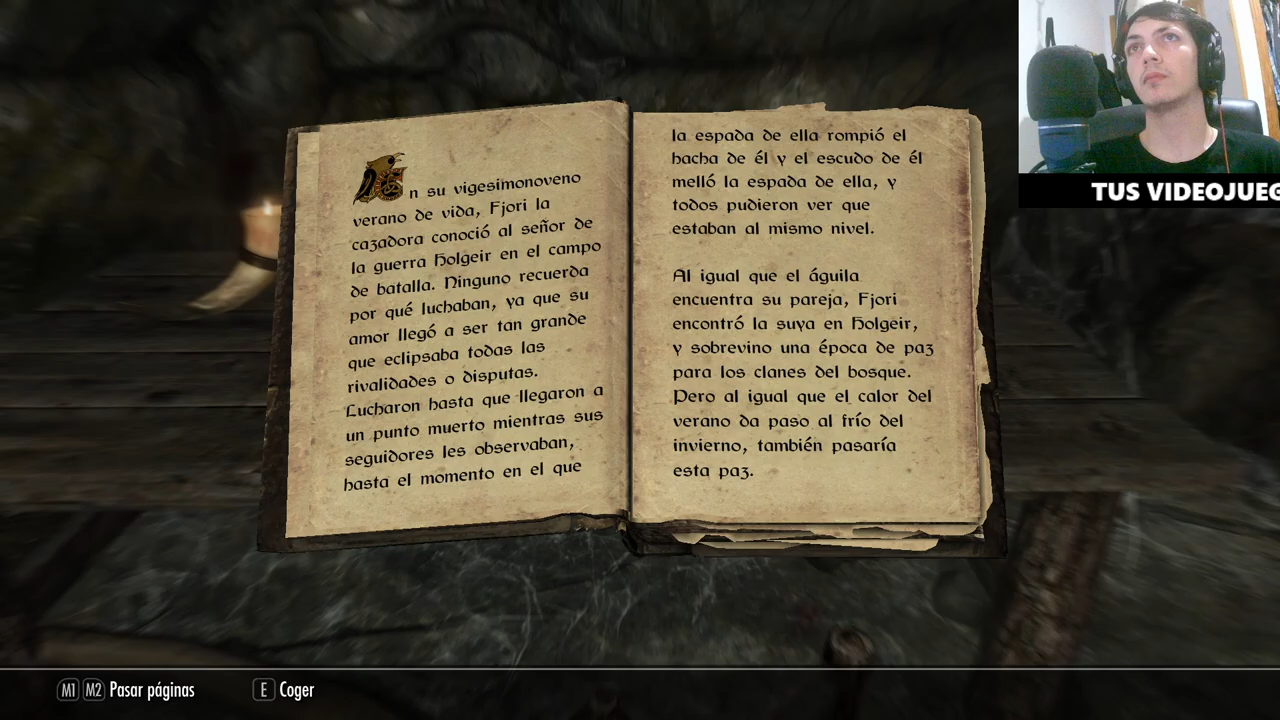 En su vigesimonoveno
verano de vida, Fjori la
cazadora conoció al señor de
la guerra Holgeir en el campo
de batalla. Ninguno recuerda
por qué luchaban, ya que su
amor llegó a ser tan grande
que eclipsaba todas las
rivalidades o disputas.
Lucharon hasta que llegaron a
un punto muerto mientras sus
seguidores les observaban,
hasta el momento en el que
la espada de ella rompió el
hacha de él y el escudo de él
melló la espada de ella, y
todos pudieron ver que
estaban al mismo nivel.
Al igual que el águila
encuentra su pareja, Fjori
encontró la suya en Holgeir,
y sobrevino una época de paz
para los clanes del bosque.
Pero al igual que el calor del
verano da paso al frío del
invierno, también pasaría
esta paz.
TUS VIDEOJUEG
M1 M2 Pasar páginas
E Coger